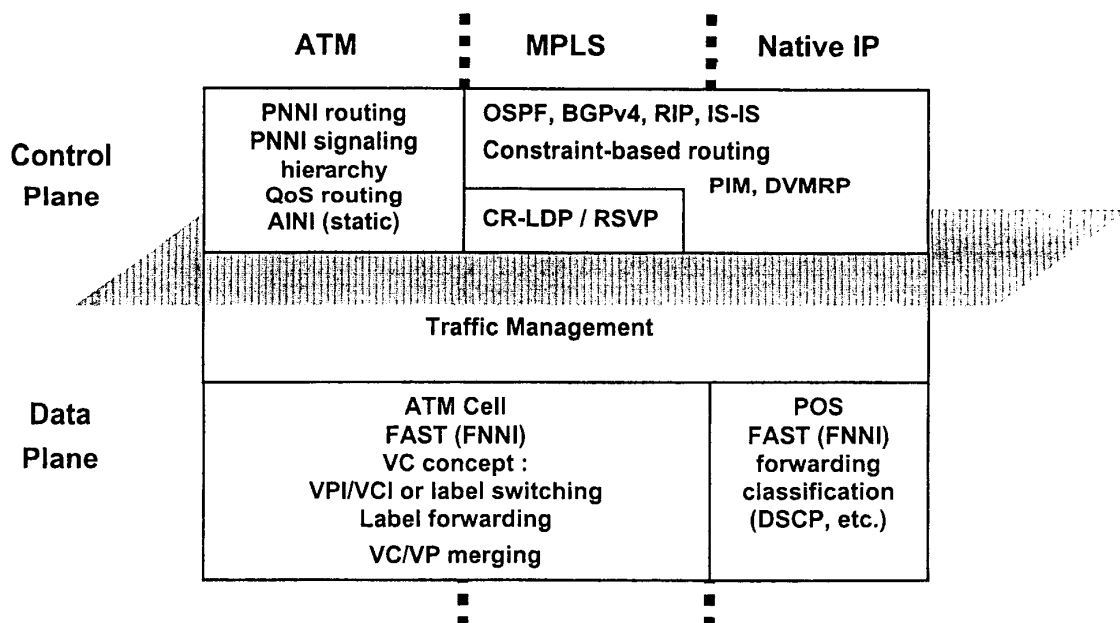 ATM MPLS Native IP
Control
Plane
PNNI routing
PNNI signaling
hierarchy
QoS routing
AINI (static)
OSPF, BGPv4, RIP, IS-IS
Constraint-based routing
PIM, DVMRP
CR-LDP / RSVP
Traffic Management
Data
Plane
ATM Cell
FAST (FNNI)
VC concept :
VPI/VCI or label switching
Label forwarding
VC/VP merging
POS
FAST (FNNI)
forwarding
classification
(DSCP, etc.)